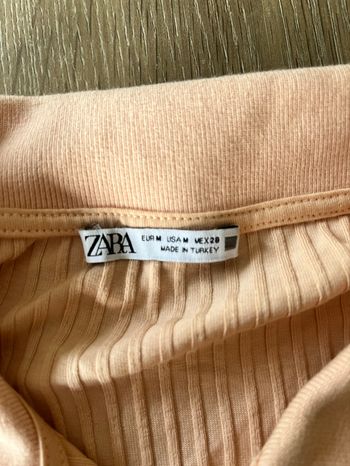 ZARA
EUR M USA M MEX 28
MADE IN TURKEY